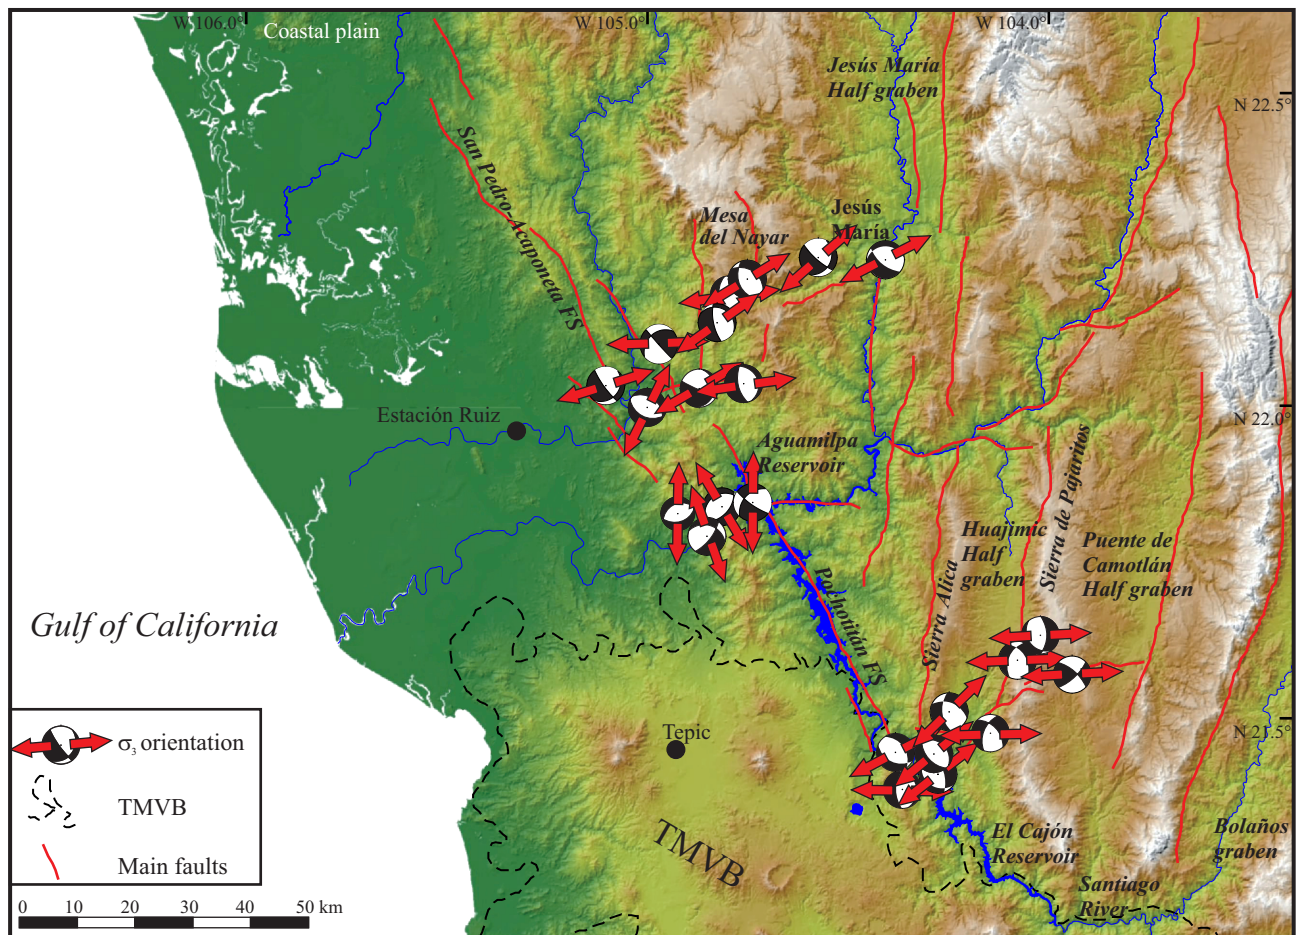 W 106.0°
W 105.0°
W 104.0°
Coastal plain
Jesús María
Half graben
N 22.5°
San Pedro-Acaponeta FS
Mesa
del Nayar
Jesús
María
Estación Ruiz
N 22.0°
Aguamilpa
Reservoir
Huajimic
Half
graben
Sierra de Pajaritos
Puente de
Camotlán
Half graben
Sierra Alica
Pochotitán FS
Gulf of California
N 21.5°
Tepic
TMVB
El Cajón
Reservoir
Bolaños
graben
Santiago
River
σ3 orientation
TMVB
Main faults
0 10 20 30 40 50 km